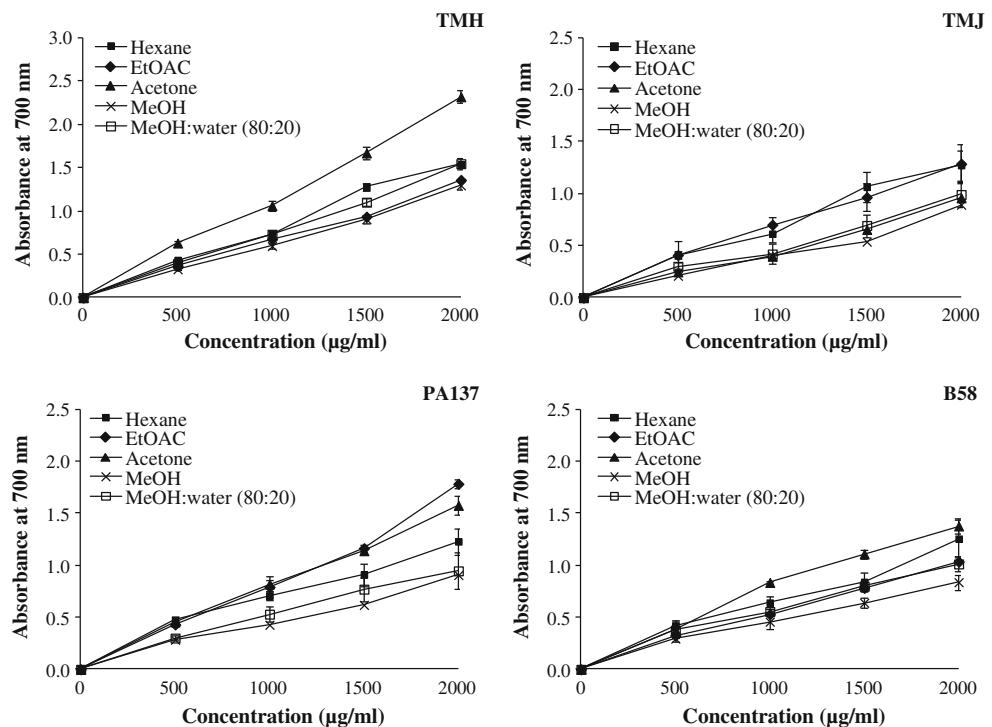 TMH
3.0
2.5
2.0
1.5
1.0
0.5
0.0
Absorbance at 700 nm
Hexane
EtOAC
Acetone
MeOH
MeOH:water (80:20)
0 500 1000 1500 2000
Concentration (µg/ml)
TMJ
2.5
2.0
1.5
1.0
0.5
0.0
Absorbance at 700 nm
Hexane
EtOAC
Acetone
MeOH
MeOH:water (80:20)
0 500 1000 1500 2000
Concentration (µg/ml)
PA137
2.5
2.0
1.5
1.0
0.5
0.0
Absorbance at 700 nm
Hexane
EtOAC
Acetone
MeOH
MeOH:water (80:20)
0 500 1000 1500 2000
Concentration (µg/ml)
B58
2.5
2.0
1.5
1.0
0.5
0.0
Absorbance at 700 nm
Hexane
EtOAC
Acetone
MeOH
MeOH:water (80:20)
0 500 1000 1500 2000
Concentration (µg/ml)